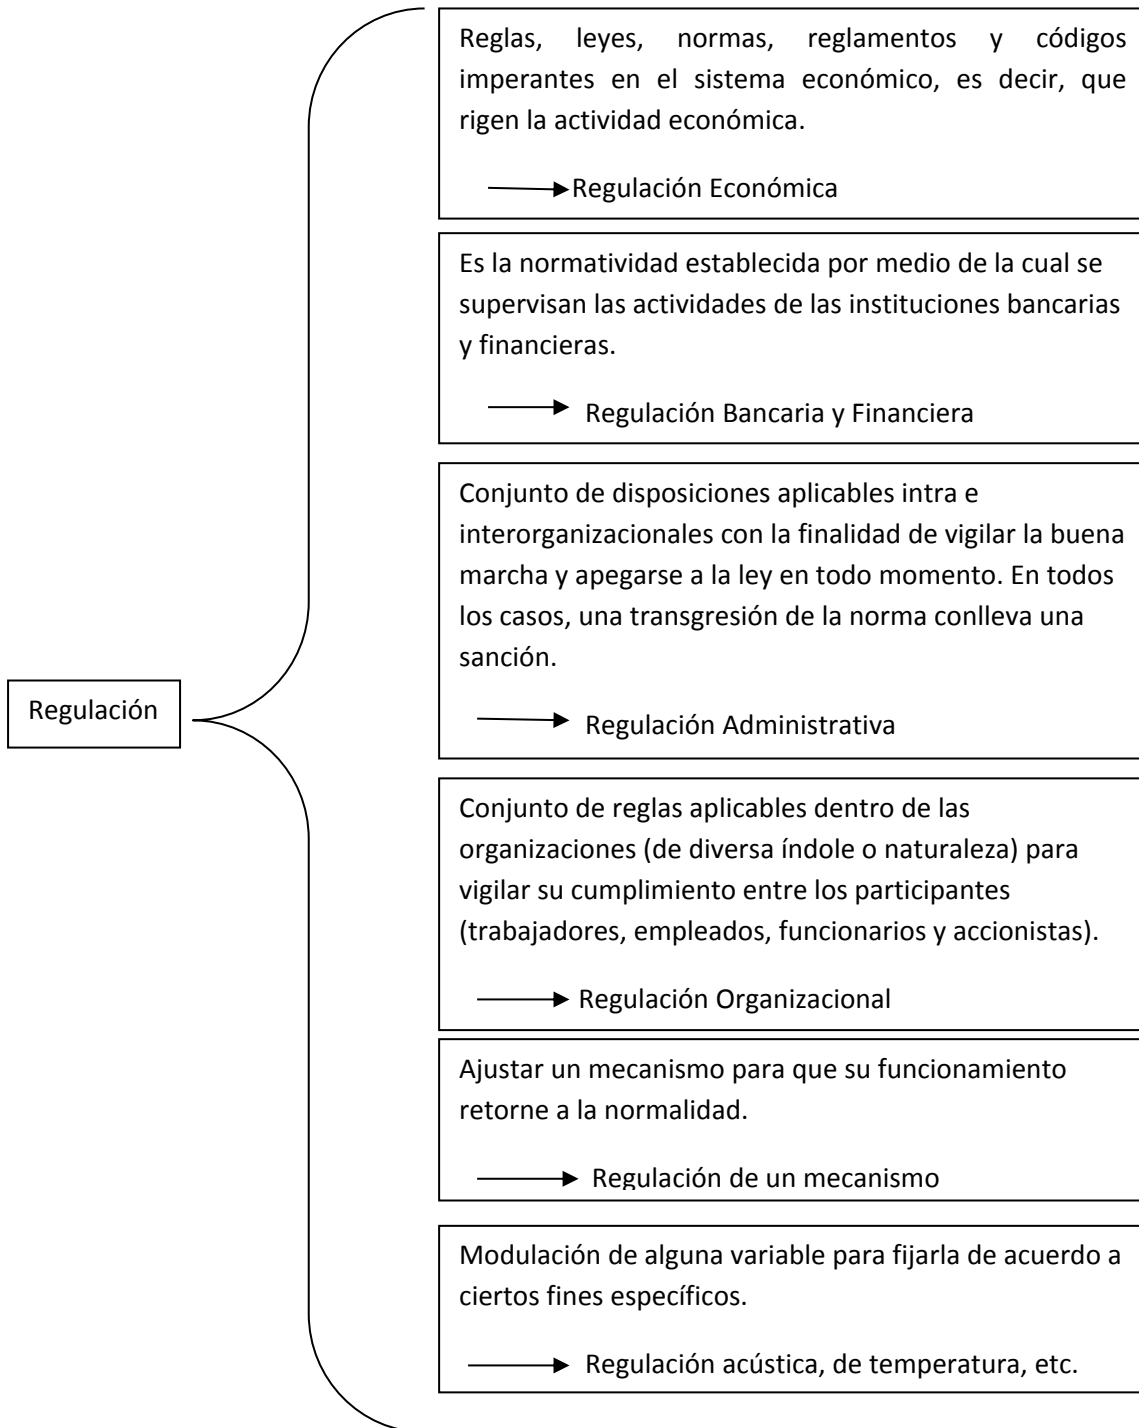 Reglas, leyes, normas, reglamentos y códigos
imperantes en el sistema económico, es decir, que
rigen la actividad económica.
Regulación Económica
Es la normatividad establecida por medio de la cual se
supervisan las actividades de las instituciones bancarias
y financieras.
Regulación Bancaria y Financiera
Conjunto de disposiciones aplicables intra e
interorganizacionales con la finalidad de vigilar la buena
marcha y apegarse a la ley en todo momento. En todos
los casos, una transgresión de la norma conlleva una
sanción.
Regulación
Regulación Administrativa
Conjunto de reglas aplicables dentro de las
organizaciones (de diversa índole o naturaleza) para
vigilar su cumplimiento entre los participantes
(trabajadores, empleados, funcionarios y accionistas).
Regulación Organizacional
Ajustar un mecanismo para que su funcionamiento
retorne a la normalidad.
Regulación de un mecanismo
Modulación de alguna variable para fijarla de acuerdo a
ciertos fines específicos.
Regulación acústica, de temperatura, etc.